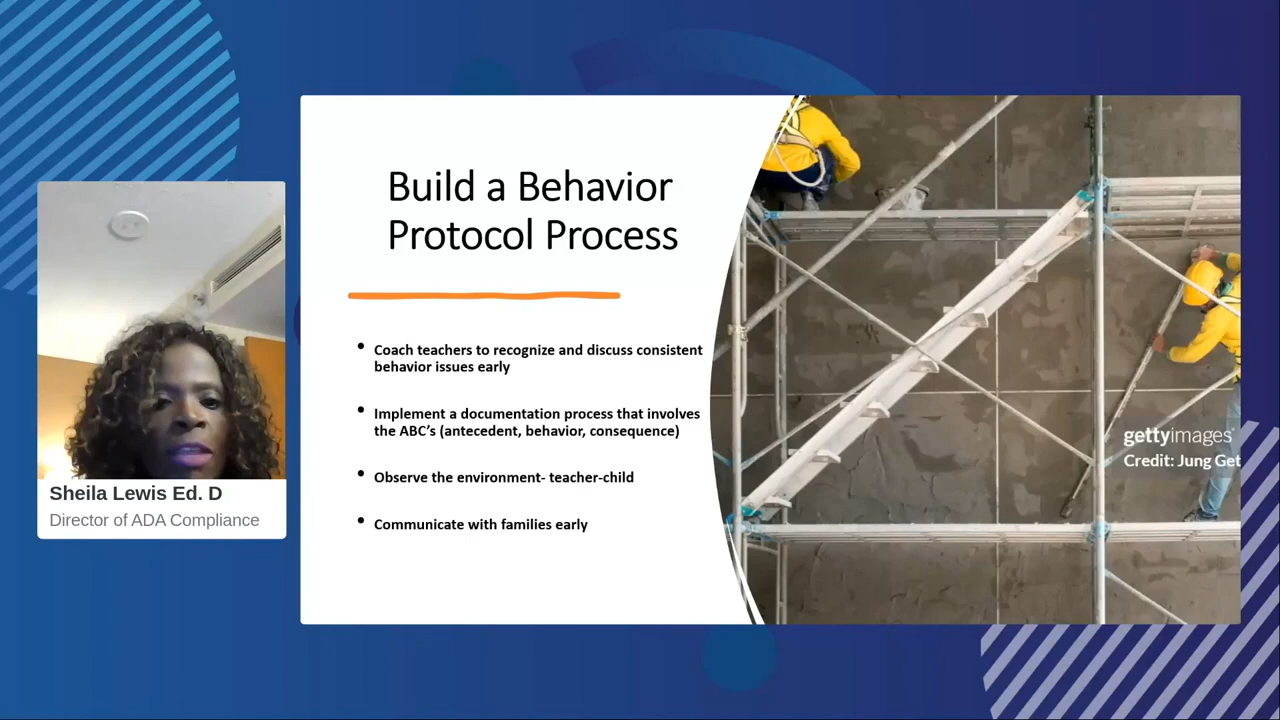 Build a Behavior
Protocol Process
• Coach teachers to recognize and discuss consistent
behavior issues early
• Implement a documentation process that involves
the ABC’s (antecedent, behavior, consequence)
• Observe the environment- teacher-child
• Communicate with families early
gettyimages
Credit: Jung Get
Sheila Lewis Ed. D
Director of ADA Compliance